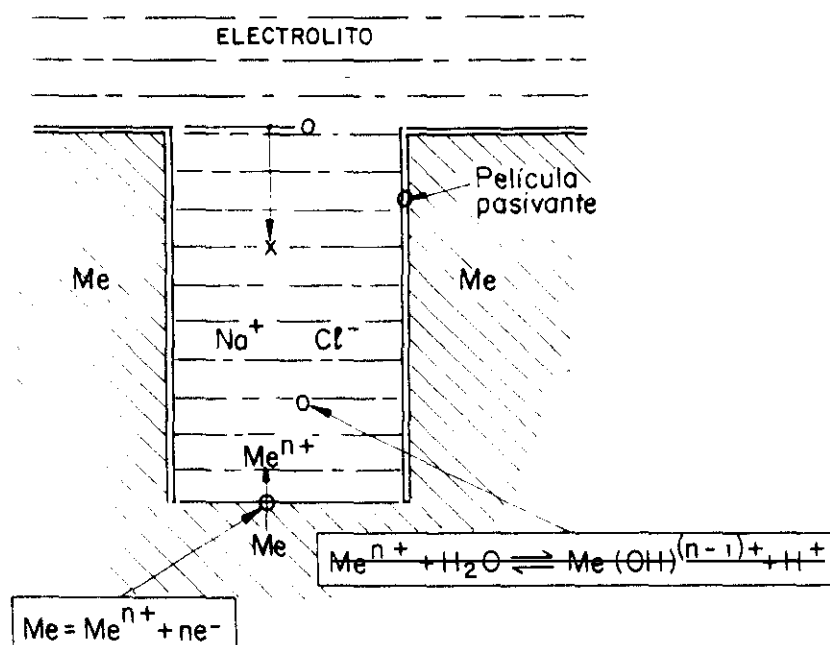 ELECTROLITO
o
Película
pasivante
x
Me
Me
Na⁺ Cl⁻
o
Meⁿ⁺
Me
Meⁿ⁺ + H₂O ⇌ Me (OH)⁽ⁿ⁻¹⁾⁺ + H⁺
Me = Meⁿ⁺ + ne⁻